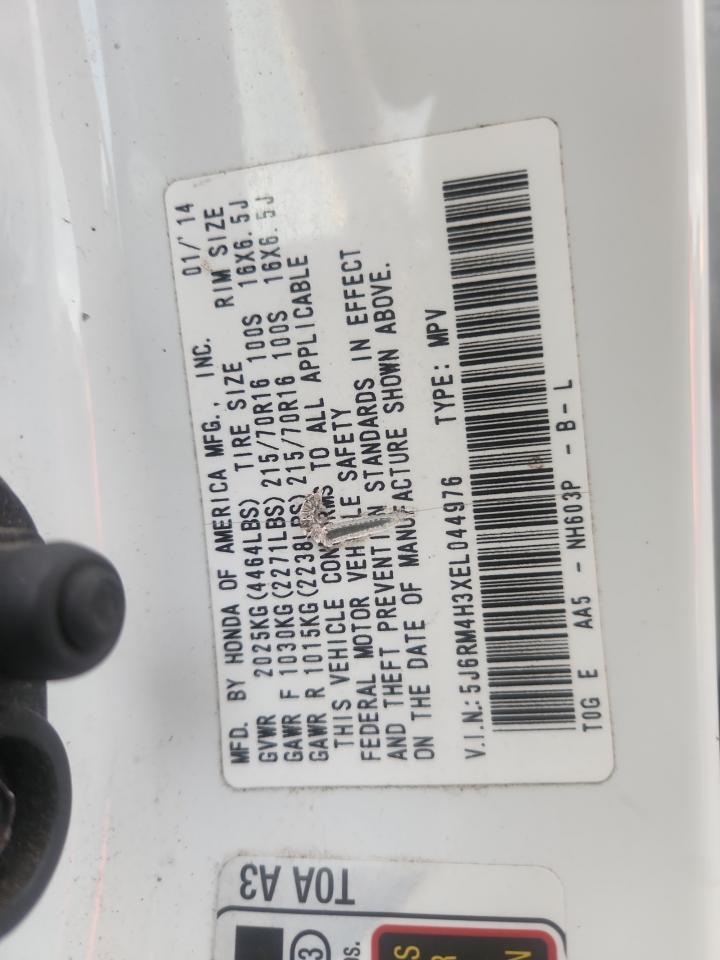 MFD. BY HONDA OF AMERICA MFG., INC. 01/'14
GVWR 2025KG(4464LBS) TIRE SIZE RIM SIZE
GAWR F 1030KG(2271LBS)215/70R16 100S 16X6.5J
GAWR R 1015KG(2238LBS)215/70R16 100S 16X6.5J
THIS VEHICLE CONFORMS TO ALL APPLICABLE
FEDERAL MOTOR VEHICLE SAFETY
AND THEFT PREVENTION STANDARDS IN EFFECT
ON THE DATE OF MANUFACTURE SHOWN ABOVE.
V.I.N.:5J6RM4H3XEL044976 TYPE: MPV
T0G E AA5 - NH603P - B - L
T0A A3